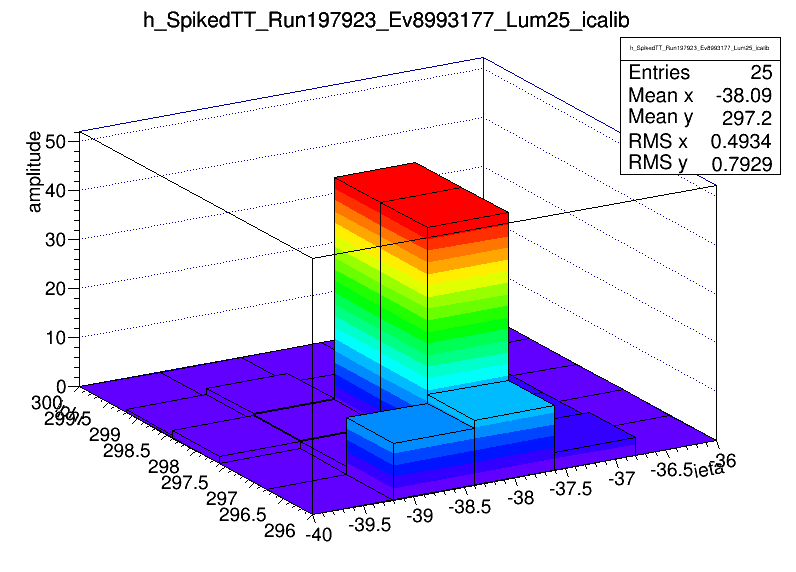 h_SpikedTT_Run197923_Ev8993177_Lum25_icalib
h_SpikedTT_Run197923_Ev8993177_Lum25_icalib
Entries 25
Mean x -38.09
Mean y 297.2
RMS x 0.4934
RMS y 0.7929
amplitude
50
40
30
20
10
0
300
299.5
299
298.5
298
297.5
297
296.5
296
-40
-39.5
-39
-38.5
-38
-37.5
-37
-36.5
-36
ieta